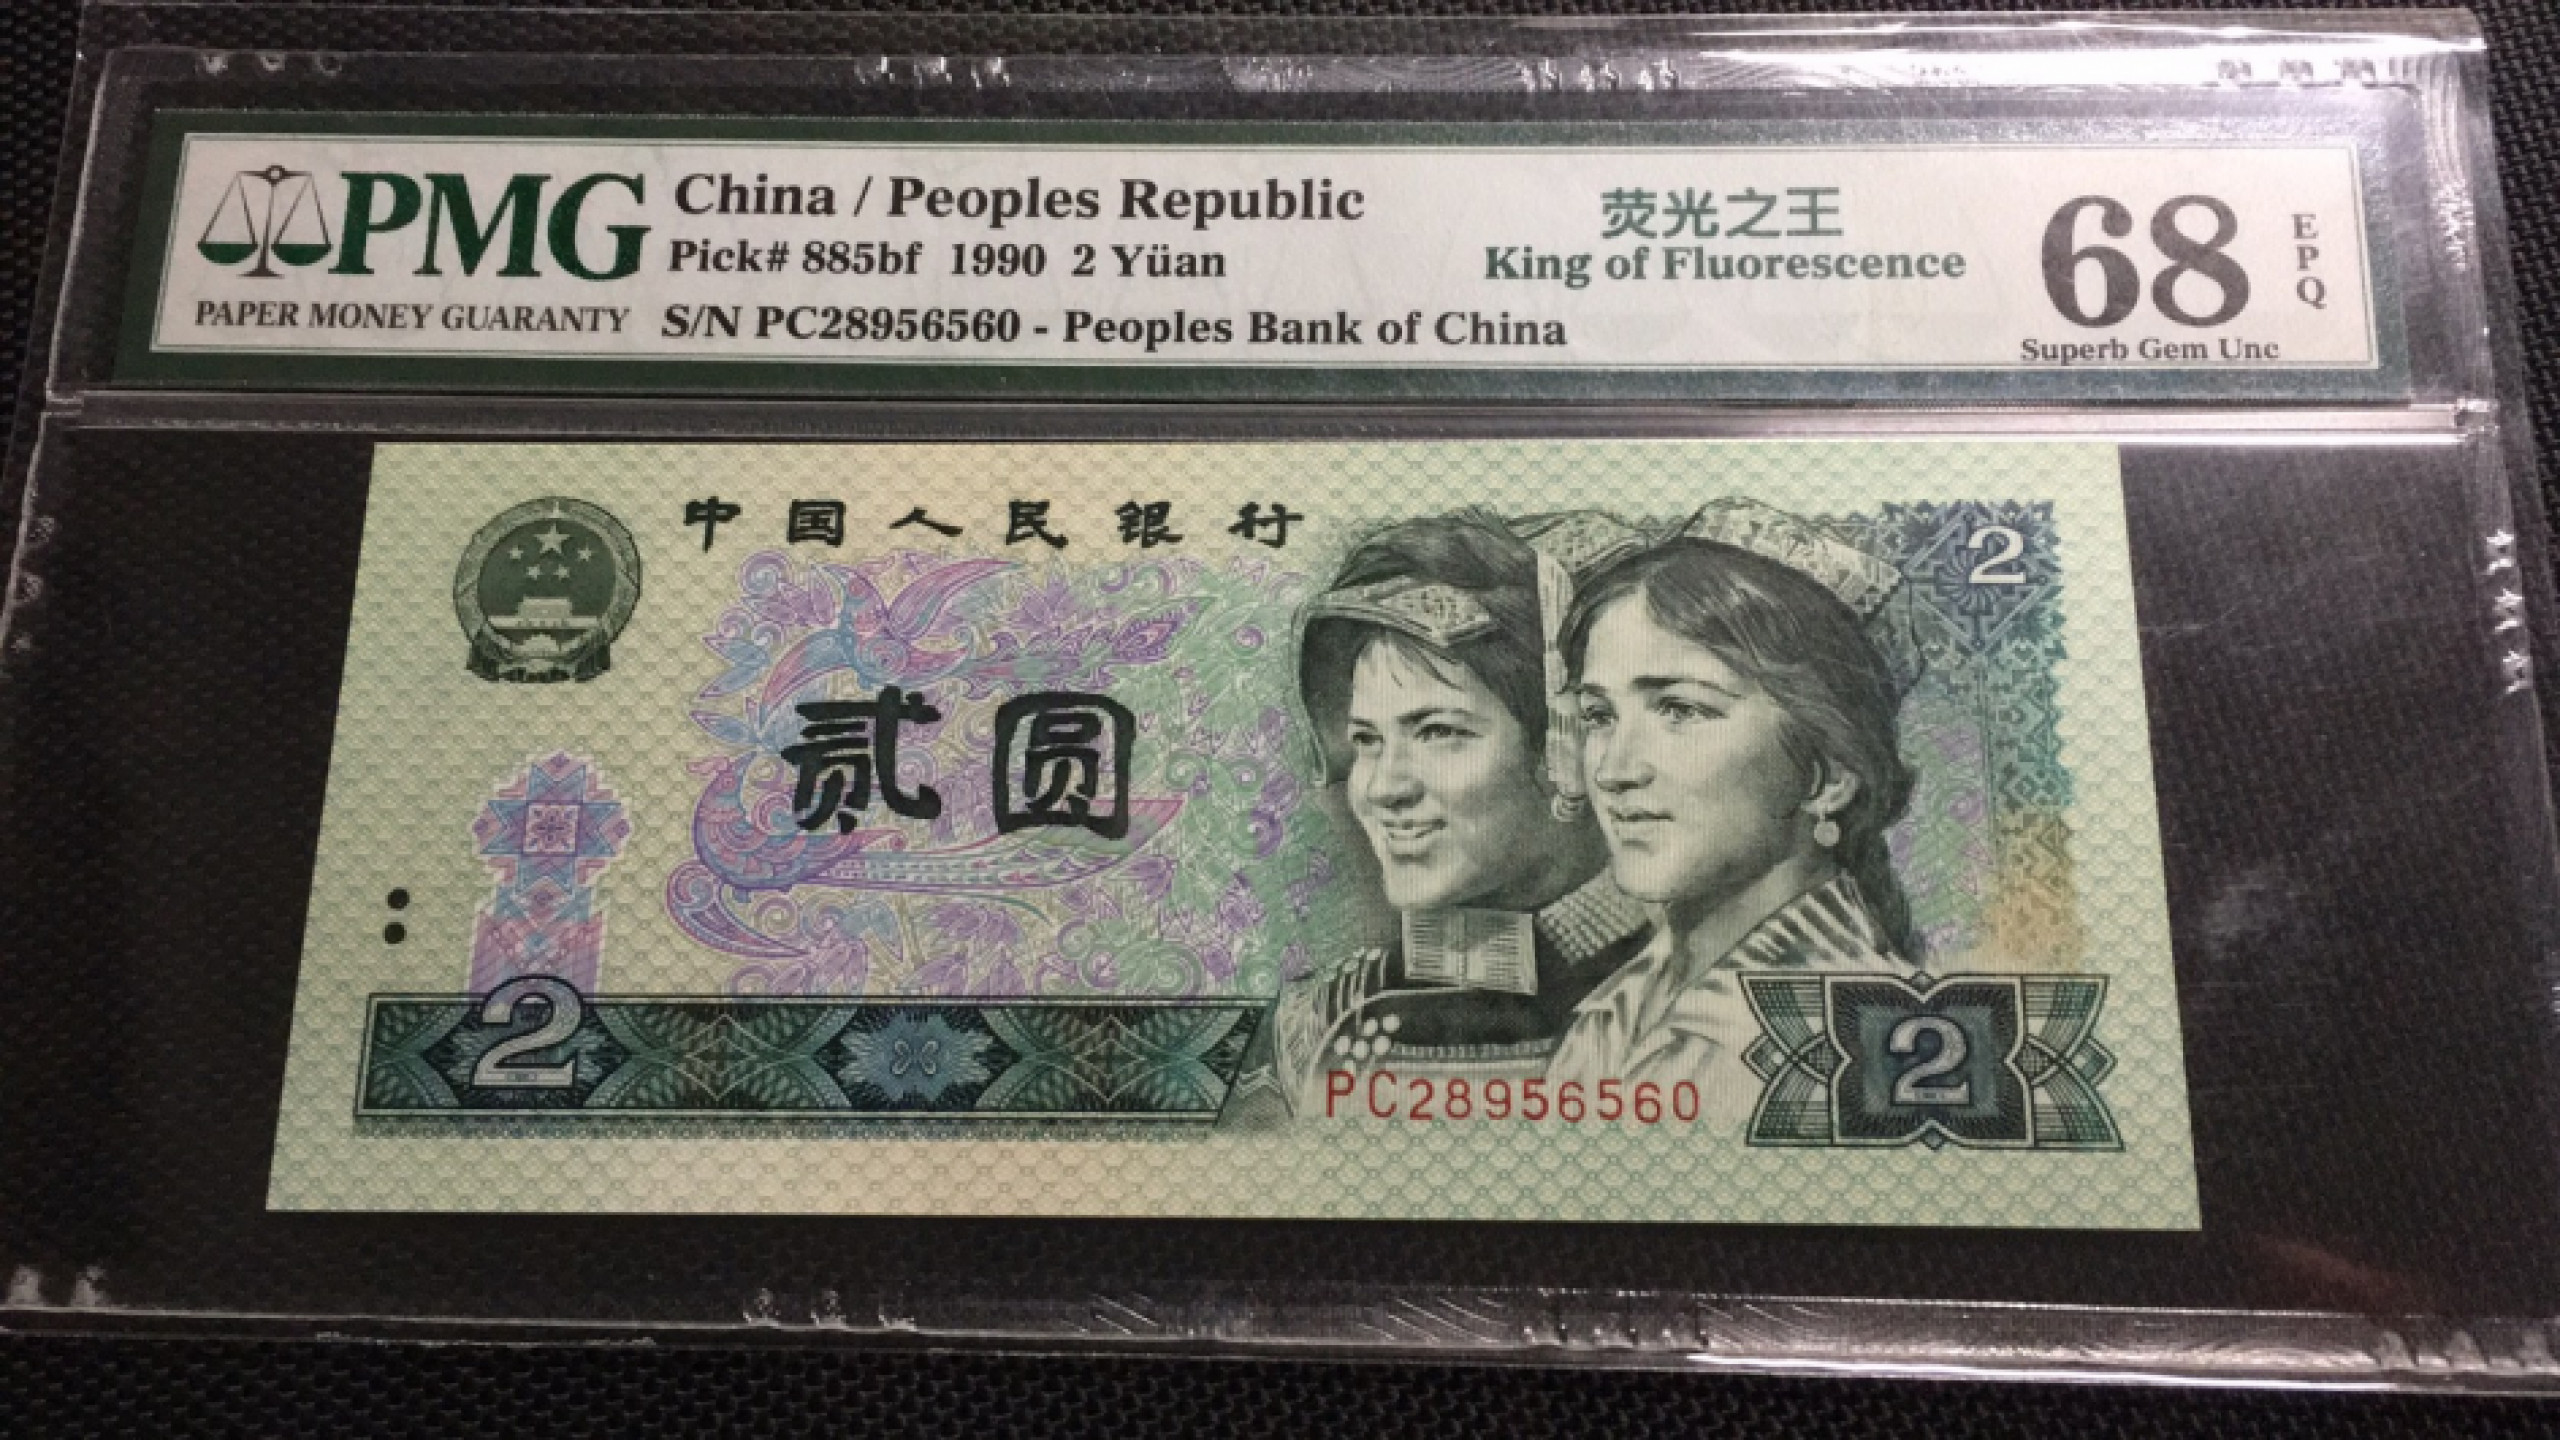 PMG
PAPER MONEY GUARANTY
China / Peoples Republic
Pick# 885bf 1990 2 Yüan
S/N PC28956560 - Peoples Bank of China
荧光之王
King of Fluorescence
68
EPQ
Superb Gem Unc
中国人民银行
2
贰圆
2
2
PC28956560